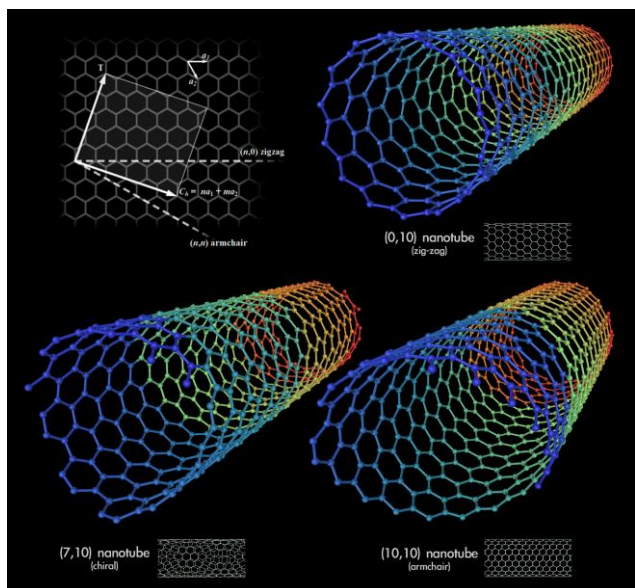 T
a₁
a₂
(n,0) zigzag
Cₕ = na₁ + ma₂
(n,n) armchair
(0,10) nanotube
(zig-zag)
(7,10) nanotube
(chiral)
(10,10) nanotube
(armchair)